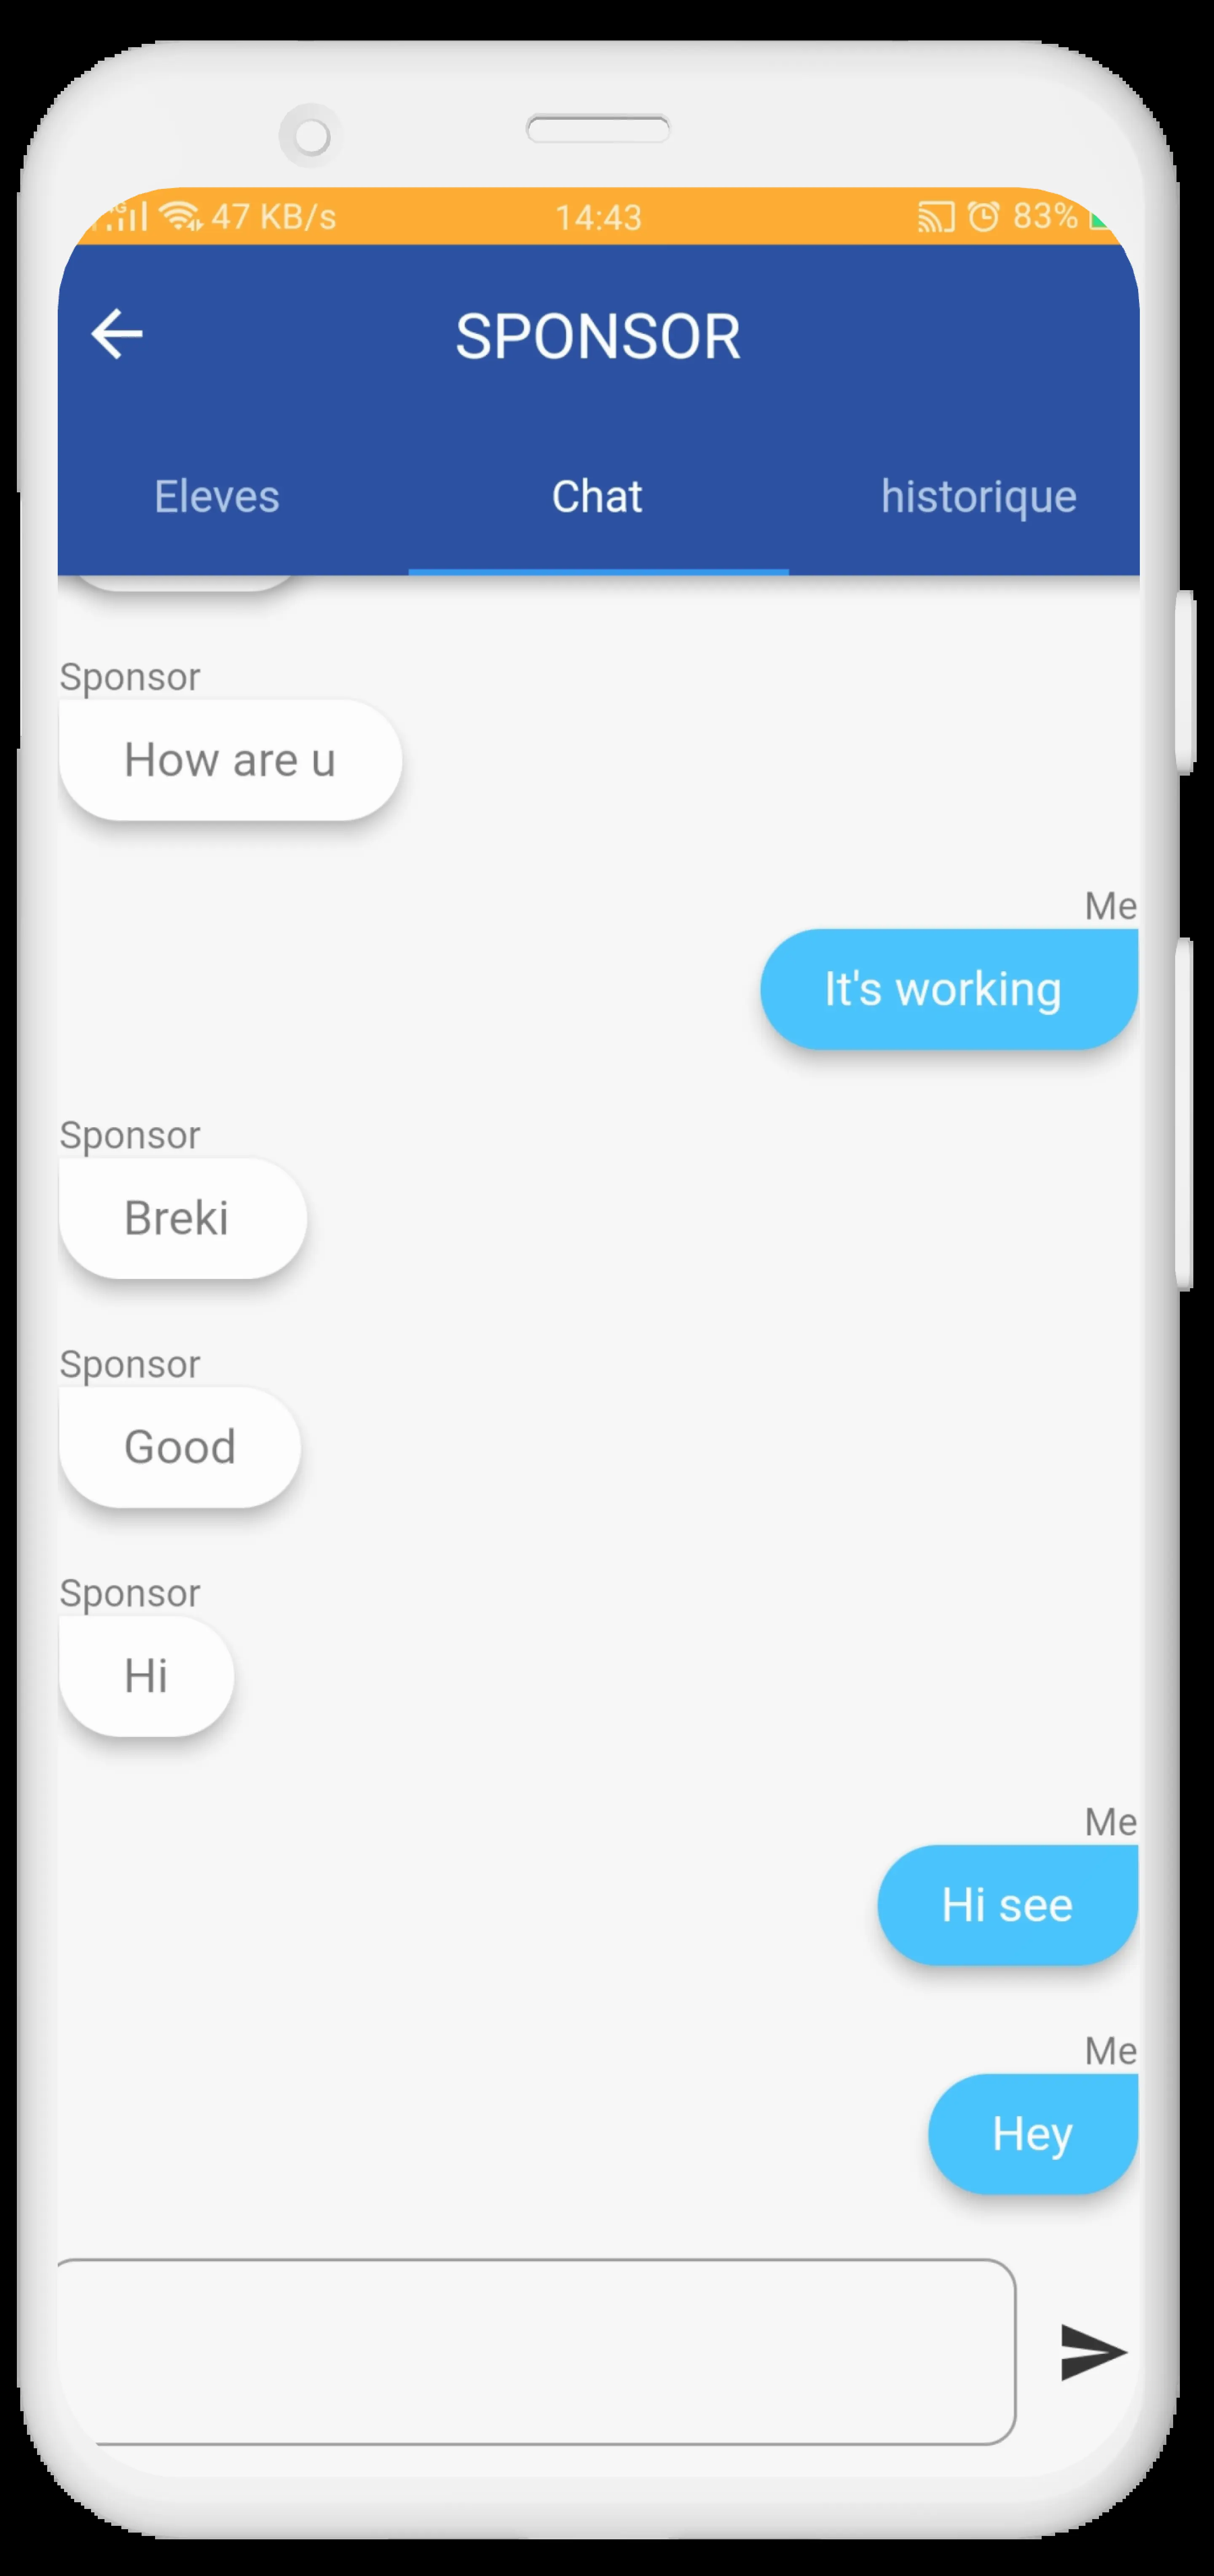 4G 47 KB/s 14:43 83%
SPONSOR
Eleves Chat historique
Sponsor
How are u
Me
It's working
Sponsor
Breki
Sponsor
Good
Sponsor
Hi
Me
Hi see
Me
Hey